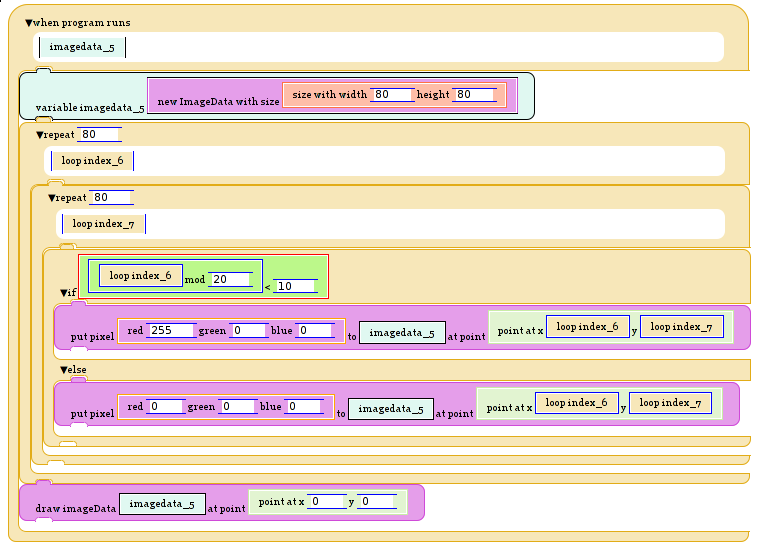 ▼when program runs
imagedata_5
variable imagedata_5 new ImageData with size size with width 80 height 80
▼repeat 80
loop index_6
▼repeat 80
loop index_7
▼if loop index_6 mod 20 < 10
put pixel red 255 green 0 blue 0 to imagedata_5 at point point at x loop index_6 y loop index_7
▼else
put pixel red 0 green 0 blue 0 to imagedata_5 at point point at x loop index_6 y loop index_7
draw imageData imagedata_5 at point point at x 0 y 0